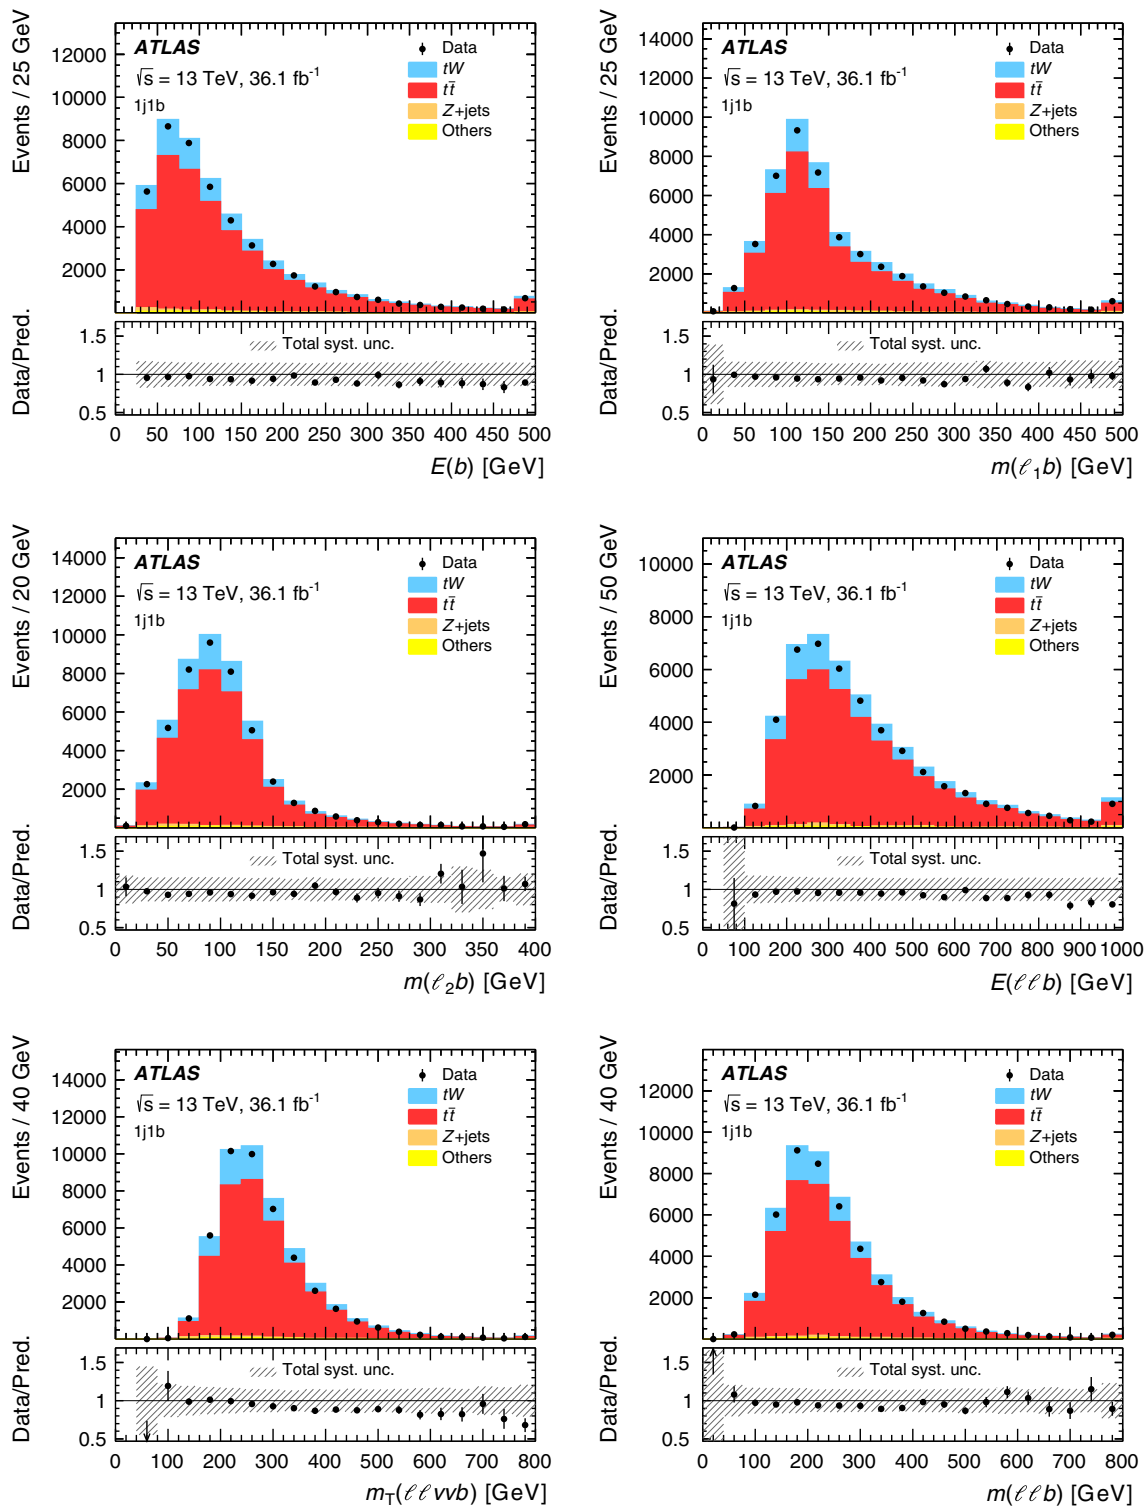 Events / 25 GeV
12000
10000
8000
6000
4000
2000
ATLAS
√s = 13 TeV, 36.1 fb⁻¹
1j1b
Data
tW
tt̄
Z+jets
Others
Data/Pred.
1.5
1
0.5
Total syst. unc.
0 50 100 150 200 250 300 350 400 450 500
E(b) [GeV]
Events / 25 GeV
14000
12000
10000
8000
6000
4000
2000
ATLAS
√s = 13 TeV, 36.1 fb⁻¹
1j1b
Data
tW
tt̄
Z+jets
Others
Data/Pred.
1.5
1
0.5
Total syst. unc.
0 50 100 150 200 250 300 350 400 450 500
m(ℓ₁b) [GeV]
Events / 20 GeV
14000
12000
10000
8000
6000
4000
2000
ATLAS
√s = 13 TeV, 36.1 fb⁻¹
1j1b
Data
tW
tt̄
Z+jets
Others
Data/Pred.
1.5
1
0.5
Total syst. unc.
0 50 100 150 200 250 300 350 400
m(ℓ₂b) [GeV]
Events / 50 GeV
10000
8000
6000
4000
2000
ATLAS
√s = 13 TeV, 36.1 fb⁻¹
1j1b
Data
tW
tt̄
Z+jets
Others
Data/Pred.
1.5
1
0.5
Total syst. unc.
0 100 200 300 400 500 600 700 800 900 1000
E(ℓℓb) [GeV]
Events / 40 GeV
14000
12000
10000
8000
6000
4000
2000
ATLAS
√s = 13 TeV, 36.1 fb⁻¹
1j1b
Data
tW
tt̄
Z+jets
Others
Data/Pred.
1.5
1
0.5
Total syst. unc.
0 100 200 300 400 500 600 700 800
m_T(ℓℓννb) [GeV]
Events / 40 GeV
12000
10000
8000
6000
4000
2000
ATLAS
√s = 13 TeV, 36.1 fb⁻¹
1j1b
Data
tW
tt̄
Z+jets
Others
Data/Pred.
1.5
1
0.5
Total syst. unc.
0 100 200 300 400 500 600 700 800
m(ℓℓb) [GeV]